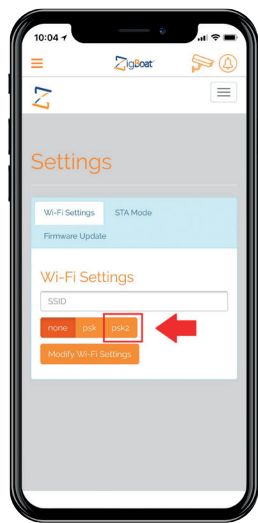 10:04
ZigBoat
Z
Settings
Wi-Fi Settings STA Mode
Firmware Update
Wi-Fi Settings
SSID
none psk psk2
Modify Wi-Fi Settings